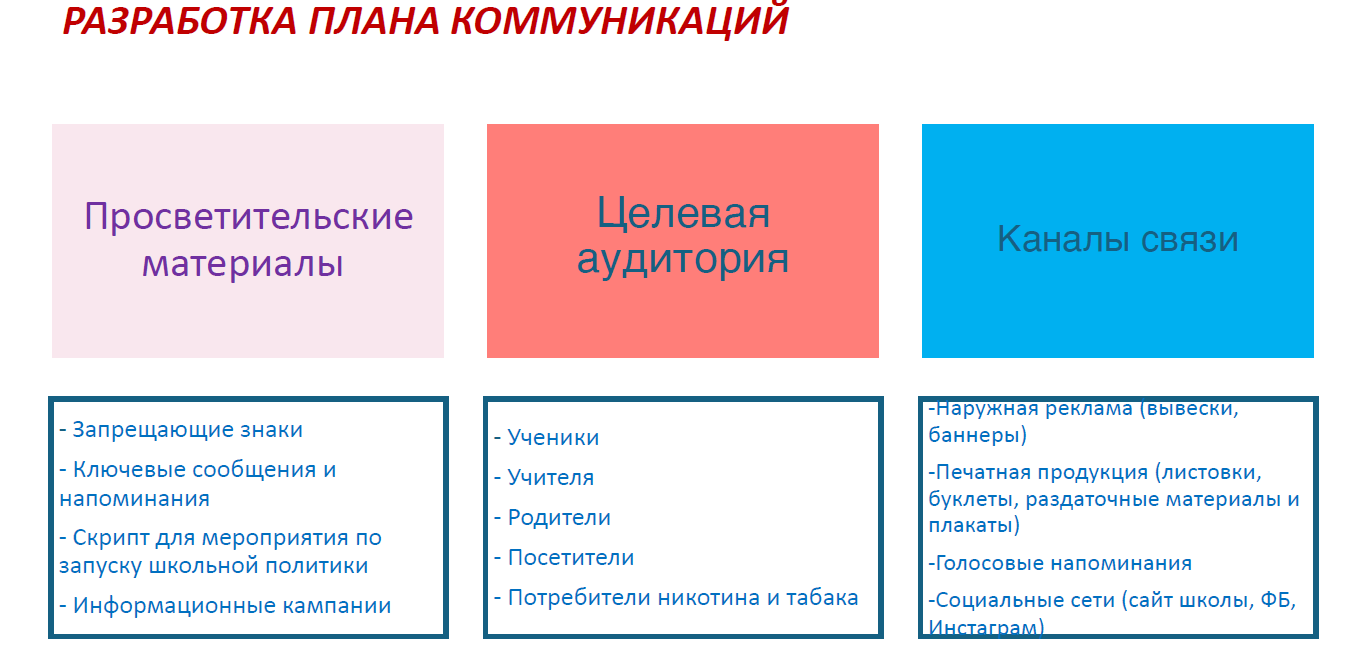 РАЗРАБОТКА ПЛАНА КОММУНИКАЦИЙ
Просветительские
материалы
Целевая
аудитория
Каналы связи
- Запрещающие знаки
- Ключевые сообщения и
напоминания
- Скрипт для мероприятия по
запуску школьной политики
- Информационные кампании
- Ученики
- Учителя
- Родители
- Посетители
- Потребители никотина и табака
-Наружная реклама (вывески,
баннеры)
-Печатная продукция (листовки,
буклеты, раздаточные материалы и
плакаты)
-Голосовые напоминания
-Социальные сети (сайт школы, ФБ,
Инстаграм)